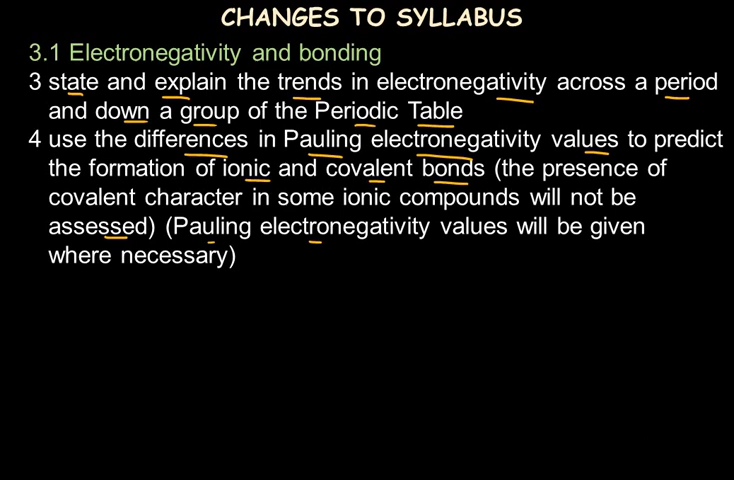 CHANGES TO SYLLABUS
3.1 Electronegativity and bonding
3 state and explain the trends in electronegativity across a period
and down a group of the Periodic Table
4 use the differences in Pauling electronegativity values to predict
the formation of ionic and covalent bonds (the presence of
covalent character in some ionic compounds will not be
assessed) (Pauling electronegativity values will be given
where necessary)